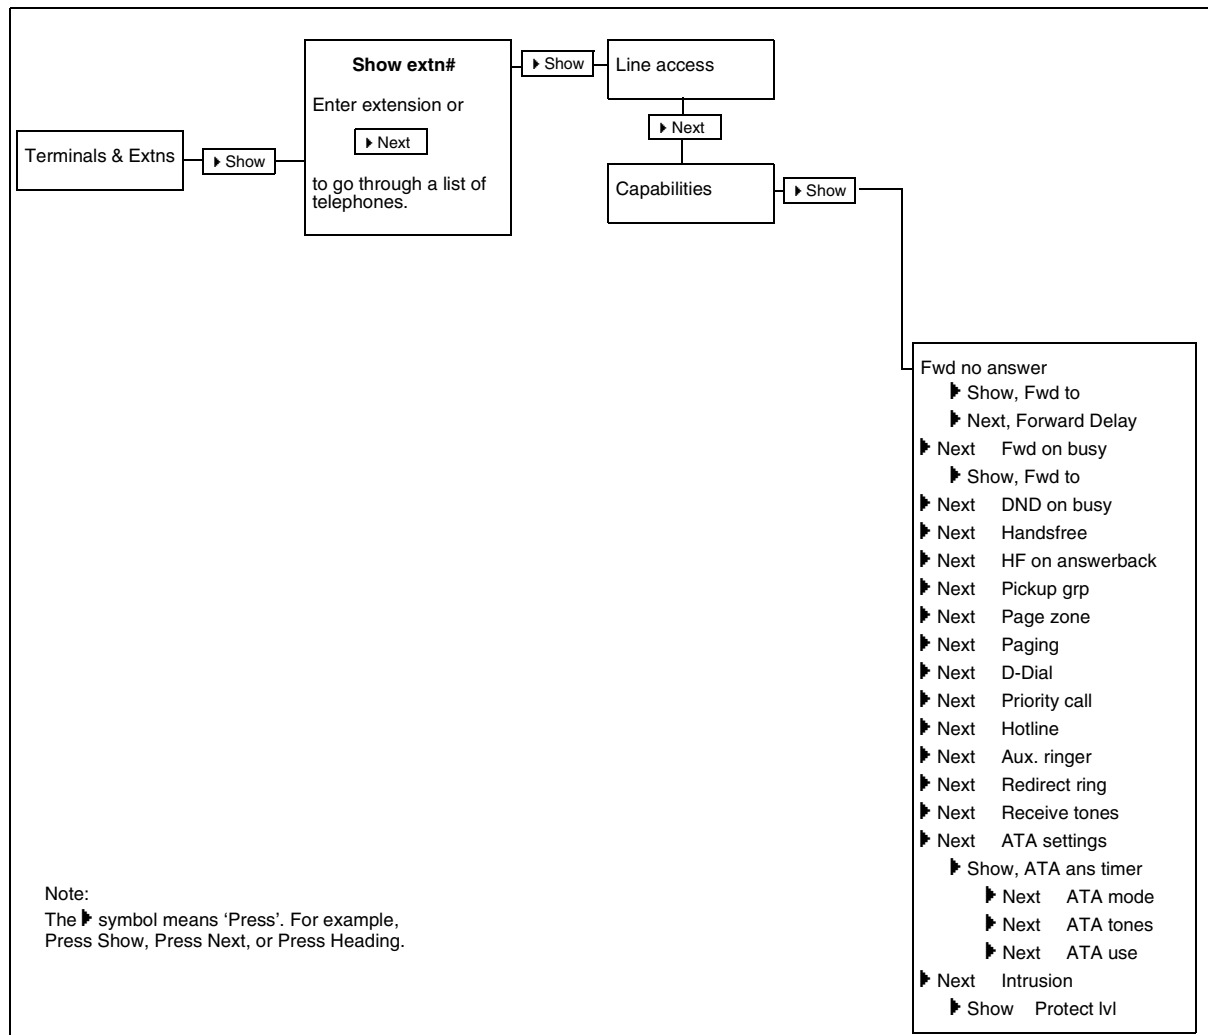 Terminals & Extns
▶ Show
Show extn#
Enter extension or
▶ Next
to go through a list of
telephones.
▶ Show
Line access
▶ Next
Capabilities
▶ Show
Fwd no answer
▶ Show, Fwd to
▶ Next, Forward Delay
▶ Next Fwd on busy
▶ Show, Fwd to
▶ Next DND on busy
▶ Next Handsfree
▶ Next HF on answerback
▶ Next Pickup grp
▶ Next Page zone
▶ Next Paging
▶ Next D-Dial
▶ Next Priority call
▶ Next Hotline
▶ Next Aux. ringer
▶ Next Redirect ring
▶ Next Receive tones
▶ Next ATA settings
▶ Show, ATA ans timer
▶ Next ATA mode
▶ Next ATA tones
▶ Next ATA use
▶ Next Intrusion
▶ Show Protect lvl
Note:
The ▶ symbol means ‘Press’. For example,
Press Show, Press Next, or Press Heading.